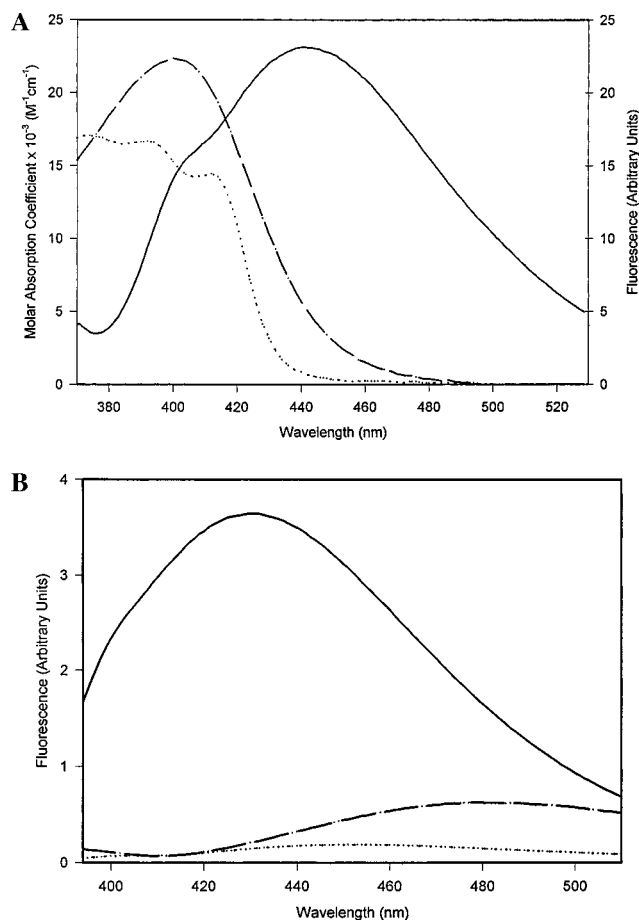 A
25
20
15
10
5
0
Molar Absorption Coefficient x 10⁻³ (M⁻¹cm⁻¹)
25
20
15
10
5
0
Fluorescence (Arbitrary Units)
380 400 420 440 460 480 500 520
Wavelength (nm)
B
4
3
2
1
0
Fluorescence (Arbitrary Units)
400 420 440 460 480 500
Wavelength (nm)